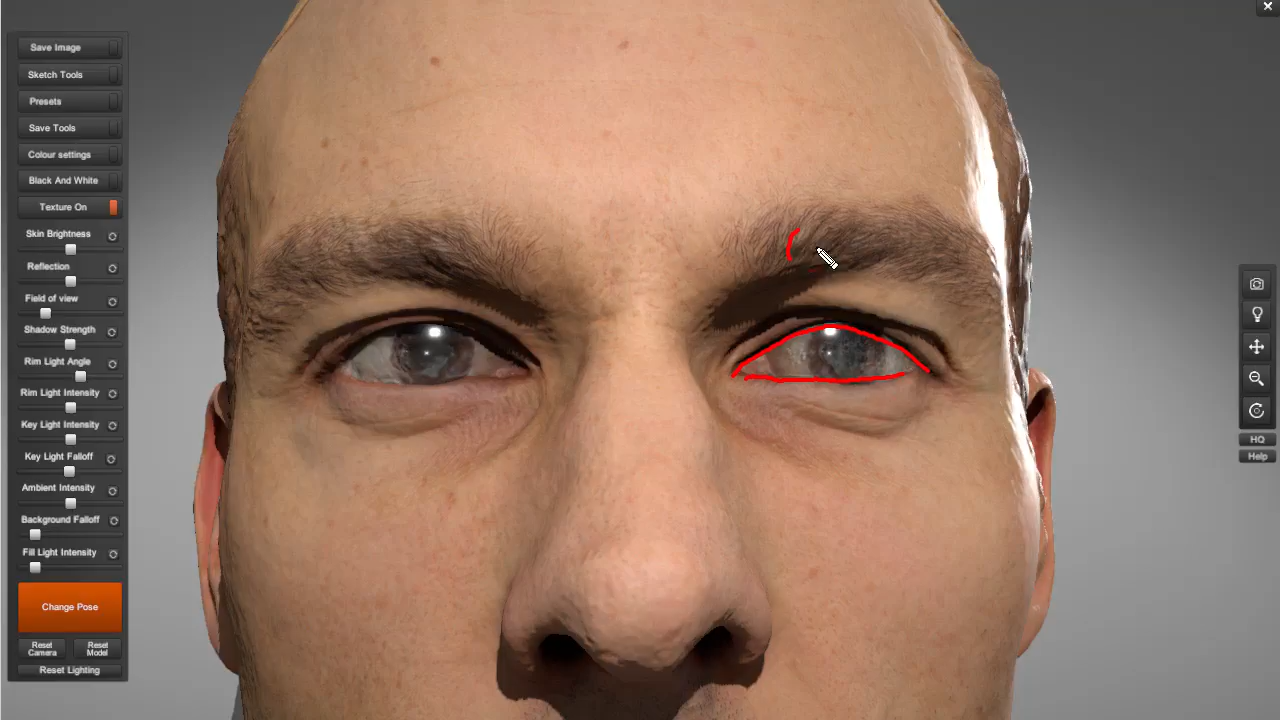 Save Image
Sketch Tools
Presets
Save Tools
Colour settings
Black And White
Texture On
Skin Brightness
Reflection
Field of view
Shadow Strength
Rim Light Angle
Rim Light Intensity
Key Light Intensity
Key Light Falloff
Ambient Intensity
Background Falloff
Fill Light Intensity
Change Pose
Reset Camera
Reset Model
Reset Lighting
HQ
Help